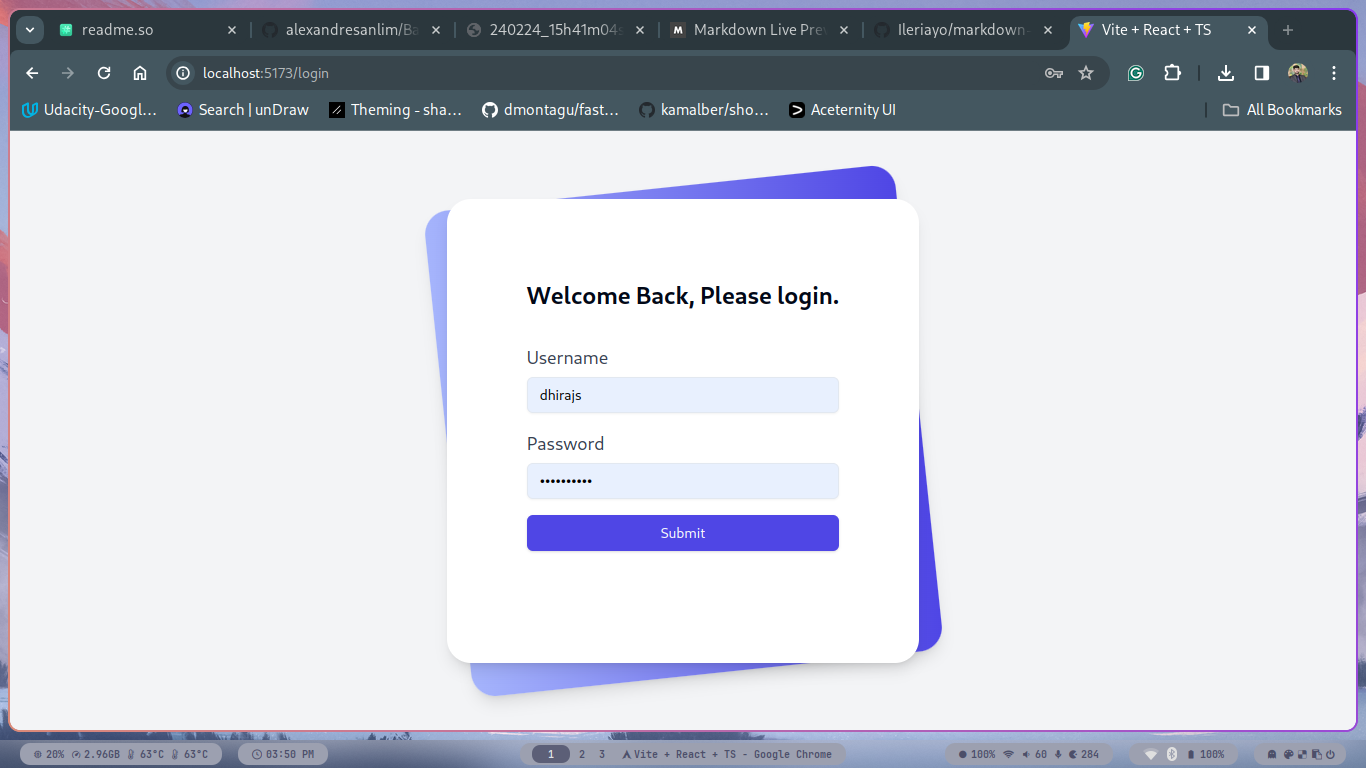 readme.so
alexandresanlim/Ba
240224_15h41m04s
Markdown Live Prev
Ileriayo/markdown-
Vite + React + TS
localhost:5173/login
Udacity-Googl...
Search | unDraw
Theming - sha...
dmontagu/fast...
kamalber/sho...
Aceternity UI
All Bookmarks
Welcome Back, Please login.
Username
dhirajs
Password
••••••••••
Submit
20% 2.96GB 63°C 63°C
03:50 PM
1 2 3 Vite + React + TS - Google Chrome
100% 60 284
100%